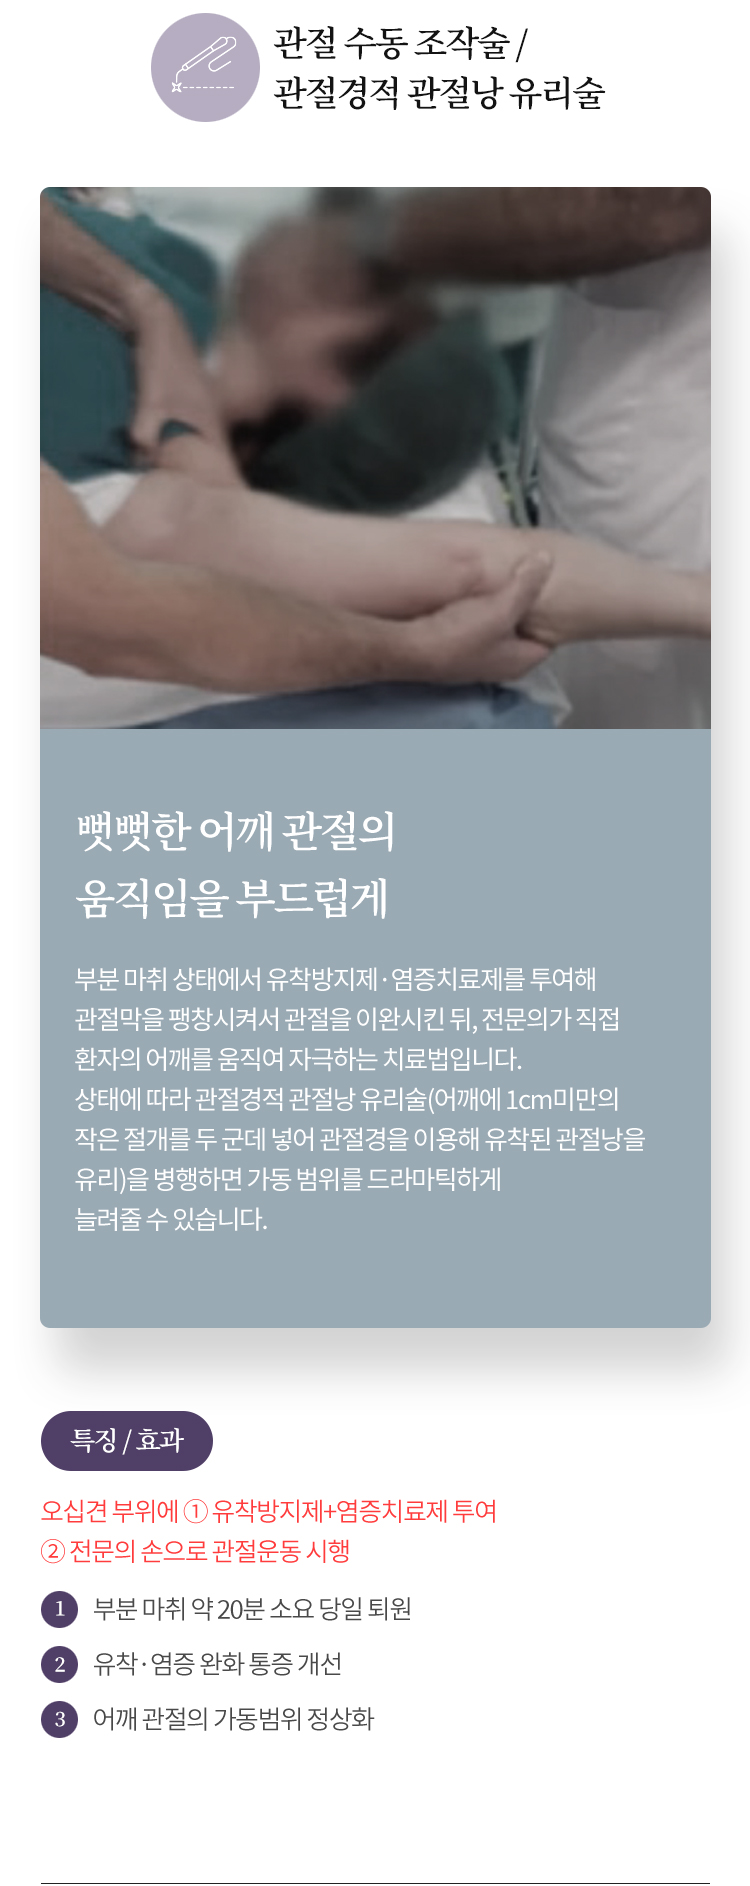 관절 수동 조작술 /
관절경적 관절낭 유리술
뻣뻣한 어깨 관절의
움직임을 부드럽게
부분 마취 상태에서 유착방지제·염증치료제를 투여해
관절막을 팽창시켜서 관절을 이완시킨 뒤, 전문의가 직접
환자의 어깨를 움직여 자극하는 치료법입니다.
상태에 따라 관절경적 관절낭 유리술(어깨에 1cm미만의
작은 절개를 두 군데 넣어 관절경을 이용해 유착된 관절낭을
유리)을 병행하면 가동 범위를 드라마틱하게
늘려줄 수 있습니다.
특징 / 효과
오십견 부위에 ① 유착방지제+염증치료제 투여
② 전문의 손으로 관절운동 시행
1 부분 마취 약 20분 소요 당일 퇴원
2 유착·염증 완화 통증 개선
3 어깨 관절의 가동범위 정상화